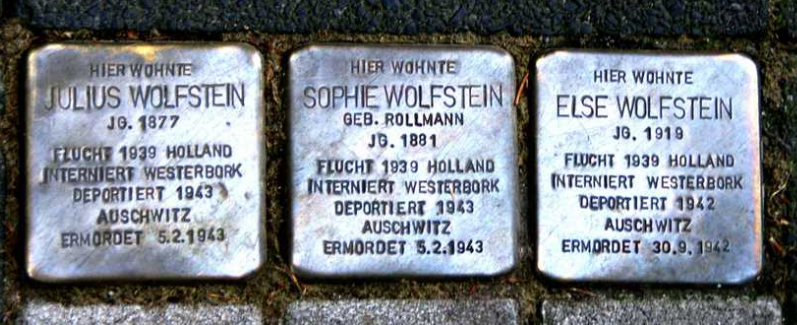 HIER WOHNTE
JULIUS WOLFSTEIN
JG. 1877
FLUCHT 1939 HOLLAND
INTERNIERT WESTERBORK
DEPORTIERT 1943
AUSCHWITZ
ERMORDET 5.2.1943
HIER WOHNTE
SOPHIE WOLFSTEIN
GEB. ROLLMANN
JG. 1881
FLUCHT 1939 HOLLAND
INTERNIERT WESTERBORK
DEPORTIERT 1943
AUSCHWITZ
ERMORDET 5.2.1943
HIER WOHNTE
ELSE WOLFSTEIN
JG. 1919
FLUCHT 1939 HOLLAND
INTERNIERT WESTERBORK
DEPORTIERT 1942
AUSCHWITZ
ERMORDET 30.9.1942